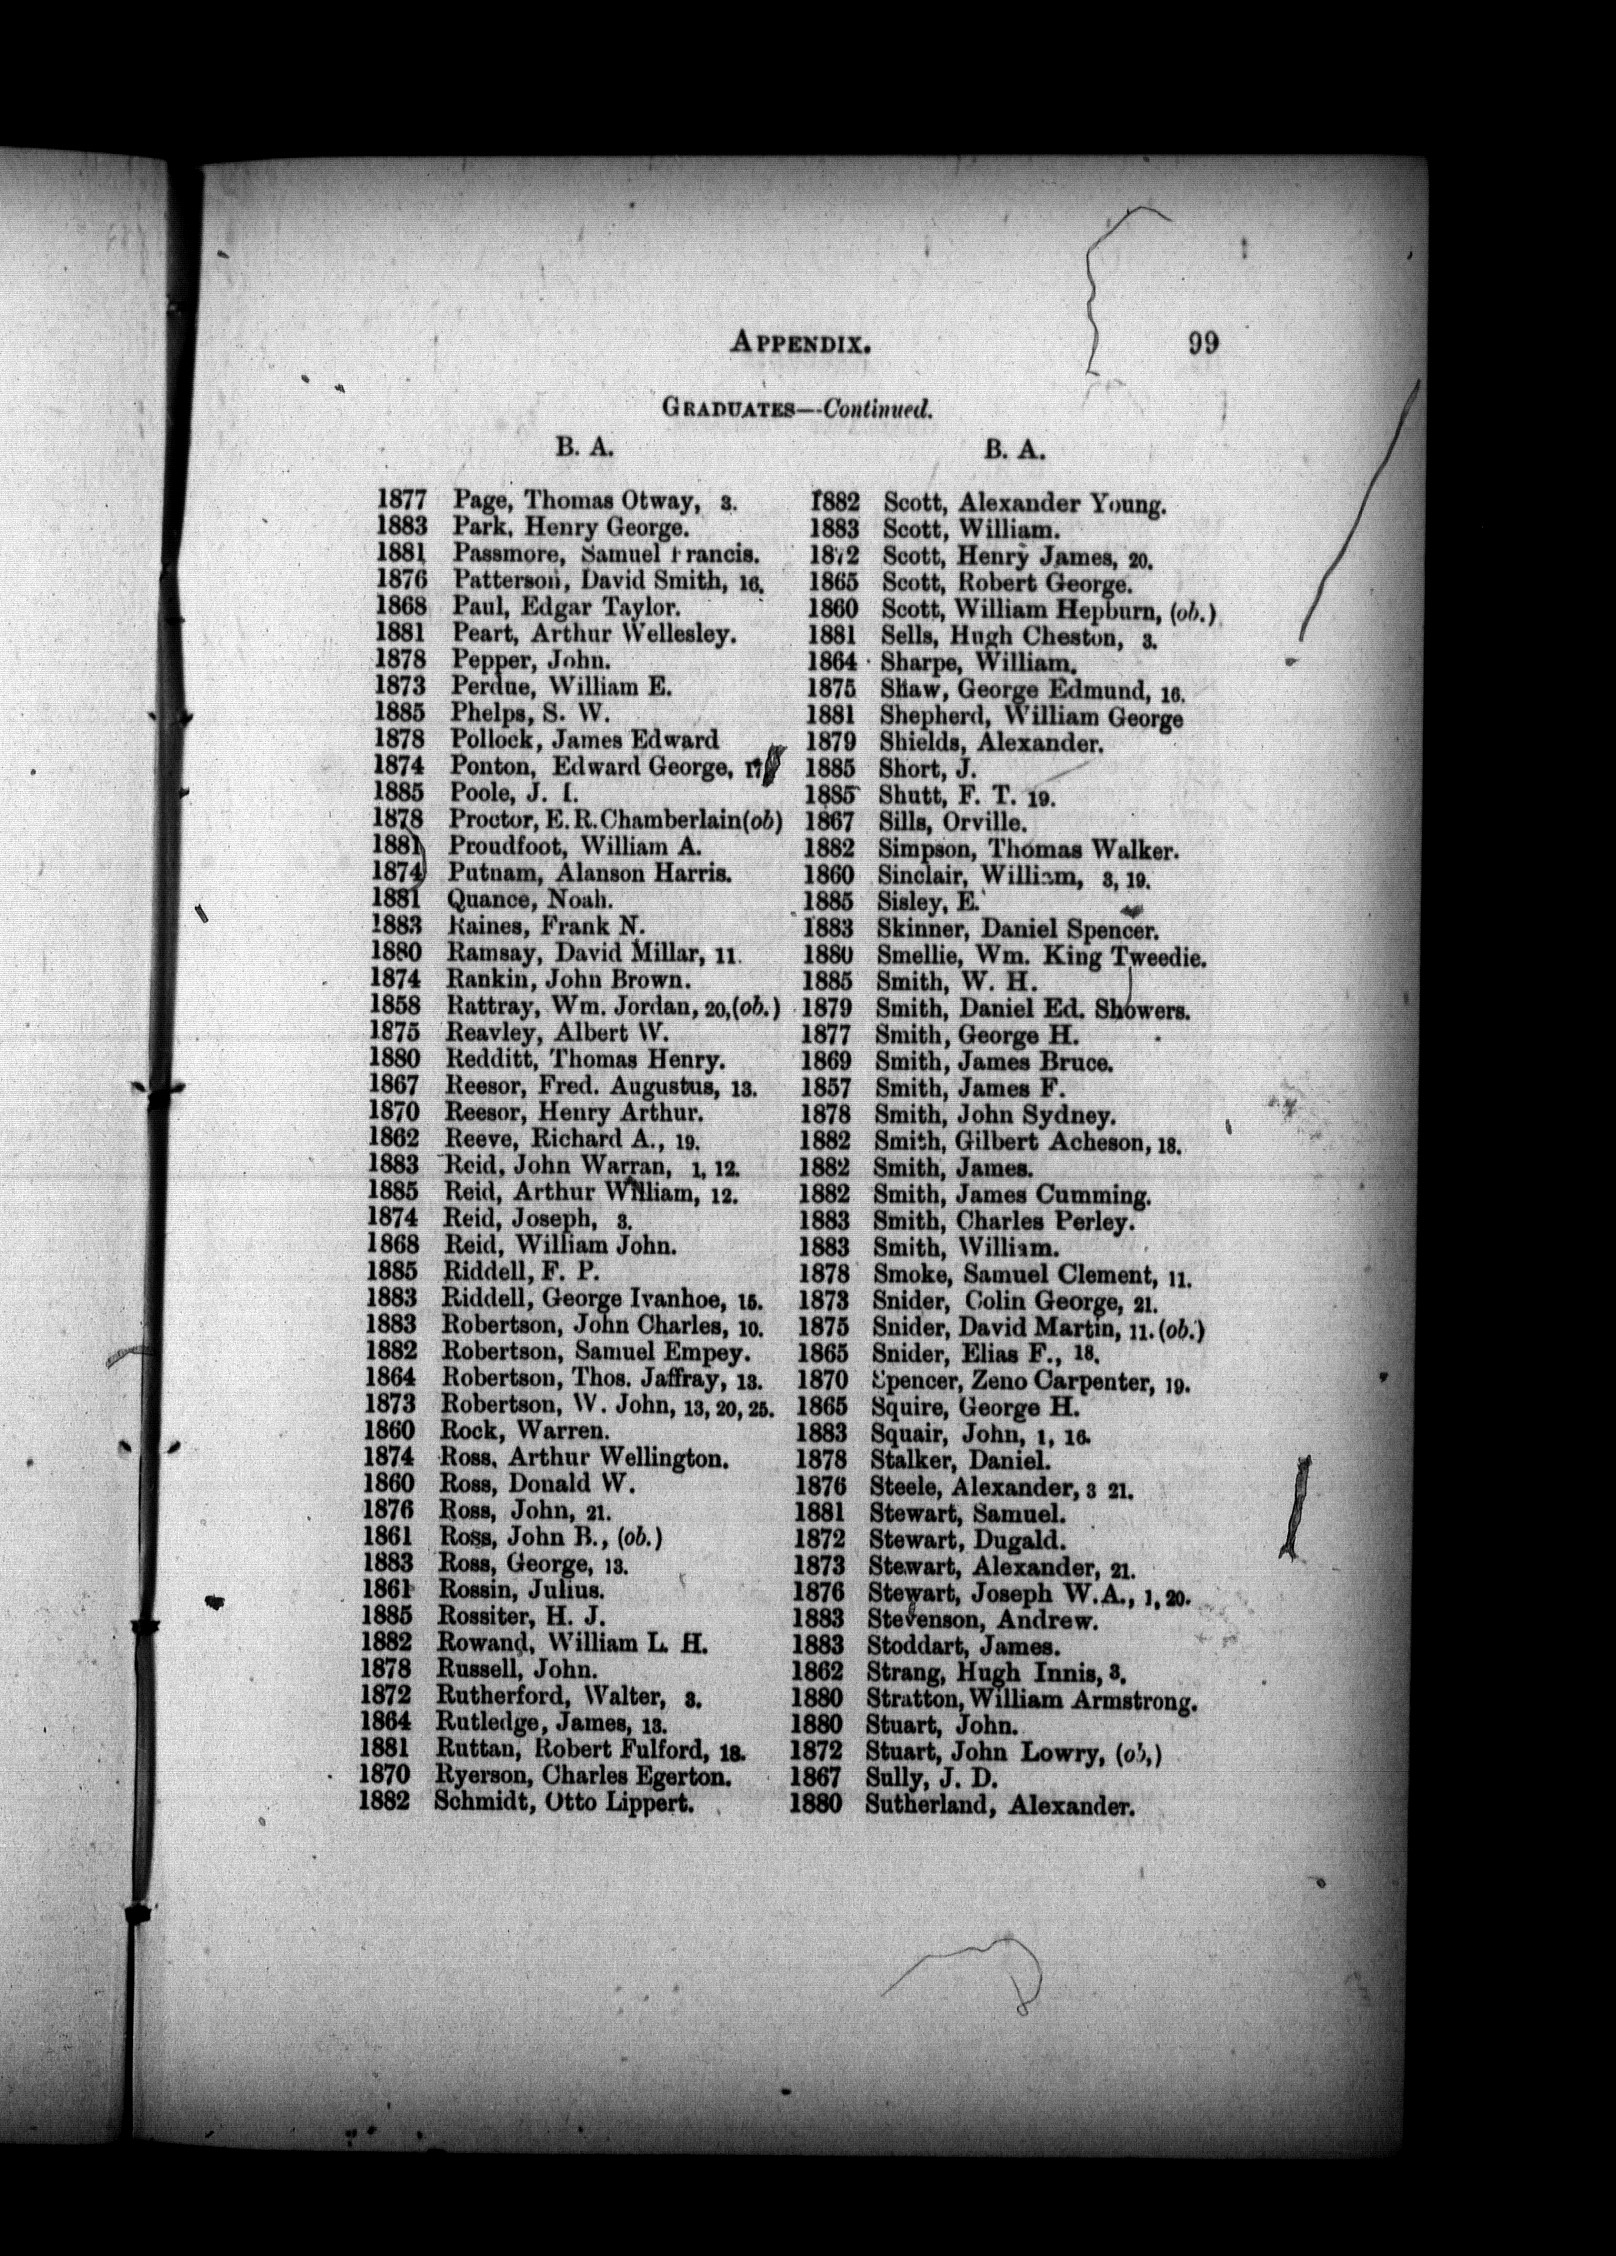 APPENDIX. 99
GRADUATES—Continued.
B. A.
1877 Page, Thomas Otway, 3.
1883 Park, Henry George.
1881 Passmore, Samuel Francis.
1876 Patterson, David Smith, 16.
1868 Paul, Edgar Taylor.
1881 Peart, Arthur Wellesley.
1878 Pepper, John.
1873 Perdue, William E.
1885 Phelps, S. W.
1878 Pollock, James Edward
1874 Ponton, Edward George,
1885 Poole, J. I.
1878 Proctor, E. R. Chamberlain (ob)
1881 Proudfoot, William A.
1874 Putnam, Alanson Harris.
1881 Quance, Noah.
1883 Raines, Frank N.
1880 Ramsay, David Millar, 11.
1874 Rankin, John Brown.
1858 Rattray, Wm. Jordan, 20, (ob.)
1875 Reavley, Albert W.
1880 Redditt, Thomas Henry.
1867 Reesor, Fred. Augustus, 13.
1870 Reesor, Henry Arthur.
1862 Reeve, Richard A., 19.
1883 Reid, John Warran, 1, 12.
1885 Reid, Arthur William, 12.
1874 Reid, Joseph, 3.
1868 Reid, William John.
1885 Riddell, F. P.
1883 Riddell, George Ivanhoe, 15.
1883 Robertson, John Charles, 10.
1882 Robertson, Samuel Empey.
1864 Robertson, Thos. Jaffray, 13.
1873 Robertson, W. John, 13, 20, 25.
1860 Rock, Warren.
1874 Ross, Arthur Wellington.
1860 Ross, Donald W.
1876 Ross, John, 21.
1861 Ross, John B., (ob.)
1883 Ross, George, 13.
1861 Rossin, Julius.
1885 Rossiter, H. J.
1882 Rowand, William L. H.
1878 Russell, John.
1872 Rutherford, Walter, 3.
1864 Rutledge, James, 13.
1881 Ruttan, Robert Fulford, 18.
1870 Ryerson, Charles Egerton.
1882 Schmidt, Otto Lippert.
B. A.
1882 Scott, Alexander Young.
1883 Scott, William.
1872 Scott, Henry James, 20.
1865 Scott, Robert George.
1860 Scott, William Hepburn, (ob.)
1881 Sells, Hugh Cheston, 3.
1864 Sharpe, William.
1875 Shaw, George Edmund, 16.
1881 Shepherd, William George
1879 Shields, Alexander.
1885 Short, J.
1885 Shutt, F. T. 19.
1867 Sills, Orville.
1882 Simpson, Thomas Walker.
1860 Sinclair, William, 3, 19.
1885 Sisley, E.
1883 Skinner, Daniel Spencer.
1880 Smellie, Wm. King Tweedie.
1885 Smith, W. H.
1879 Smith, Daniel Ed. Showers.
1877 Smith, George H.
1869 Smith, James Bruce.
1857 Smith, James F.
1878 Smith, John Sydney.
1882 Smith, Gilbert Acheson, 18.
1882 Smith, James.
1882 Smith, James Cumming.
1883 Smith, Charles Perley.
1883 Smith, William.
1878 Smoke, Samuel Clement, 11.
1873 Snider, Colin George, 21.
1875 Snider, David Martin, 11. (ob.)
1865 Snider, Elias F., 18.
1870 Spencer, Zeno Carpenter, 19.
1865 Squire, George H.
1883 Squair, John, 1, 16.
1878 Stalker, Daniel.
1876 Steele, Alexander, 3 21.
1881 Stewart, Samuel.
1872 Stewart, Dugald.
1873 Stewart, Alexander, 21.
1876 Stewart, Joseph W. A., 1, 20.
1883 Stevenson, Andrew.
1883 Stoddart, James.
1862 Strang, Hugh Innis, 3.
1880 Stratton, William Armstrong.
1880 Stuart, John.
1872 Stuart, John Lowry, (ob,)
1867 Sully, J. D.
1880 Sutherland, Alexander.